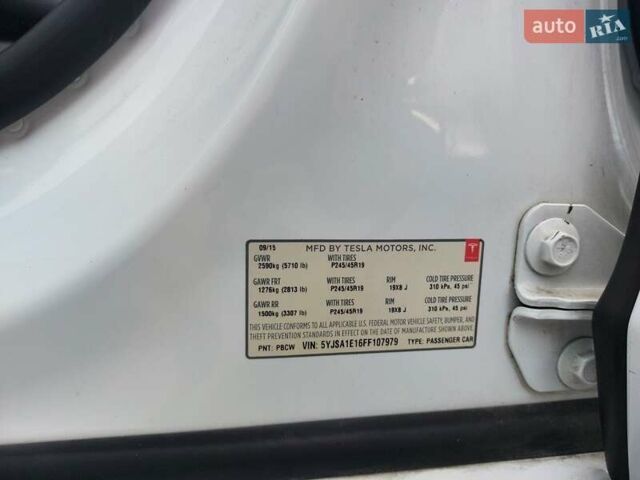 auto RIA.com
09/15 MFD BY TESLA MOTORS, INC.
GVWR WITH TIRES
2590kg (5710 lb) P245/45R19
GAWR FRT WITH TIRES RIM COLD TIRE PRESSURE
1276kg (2813 lb) P245/45R19 19X8 J 310 kPa, 45 psi
GAWR RR WITH TIRES RIM COLD TIRE PRESSURE
1500kg (3307 lb) P245/45R19 19X8 J 310 kPa, 45 psi
THIS VEHICLE CONFORMS TO ALL APPLICABLE U.S. FEDERAL MOTOR VEHICLE SAFETY, BUMPER, AND
THEFT PREVENTION STANDARDS IN EFFECT ON THE DATE OF MANUFACTURE SHOWN ABOVE.
PNT: PBCW VIN: 5YJSA1E16FF107979 TYPE: PASSENGER CAR